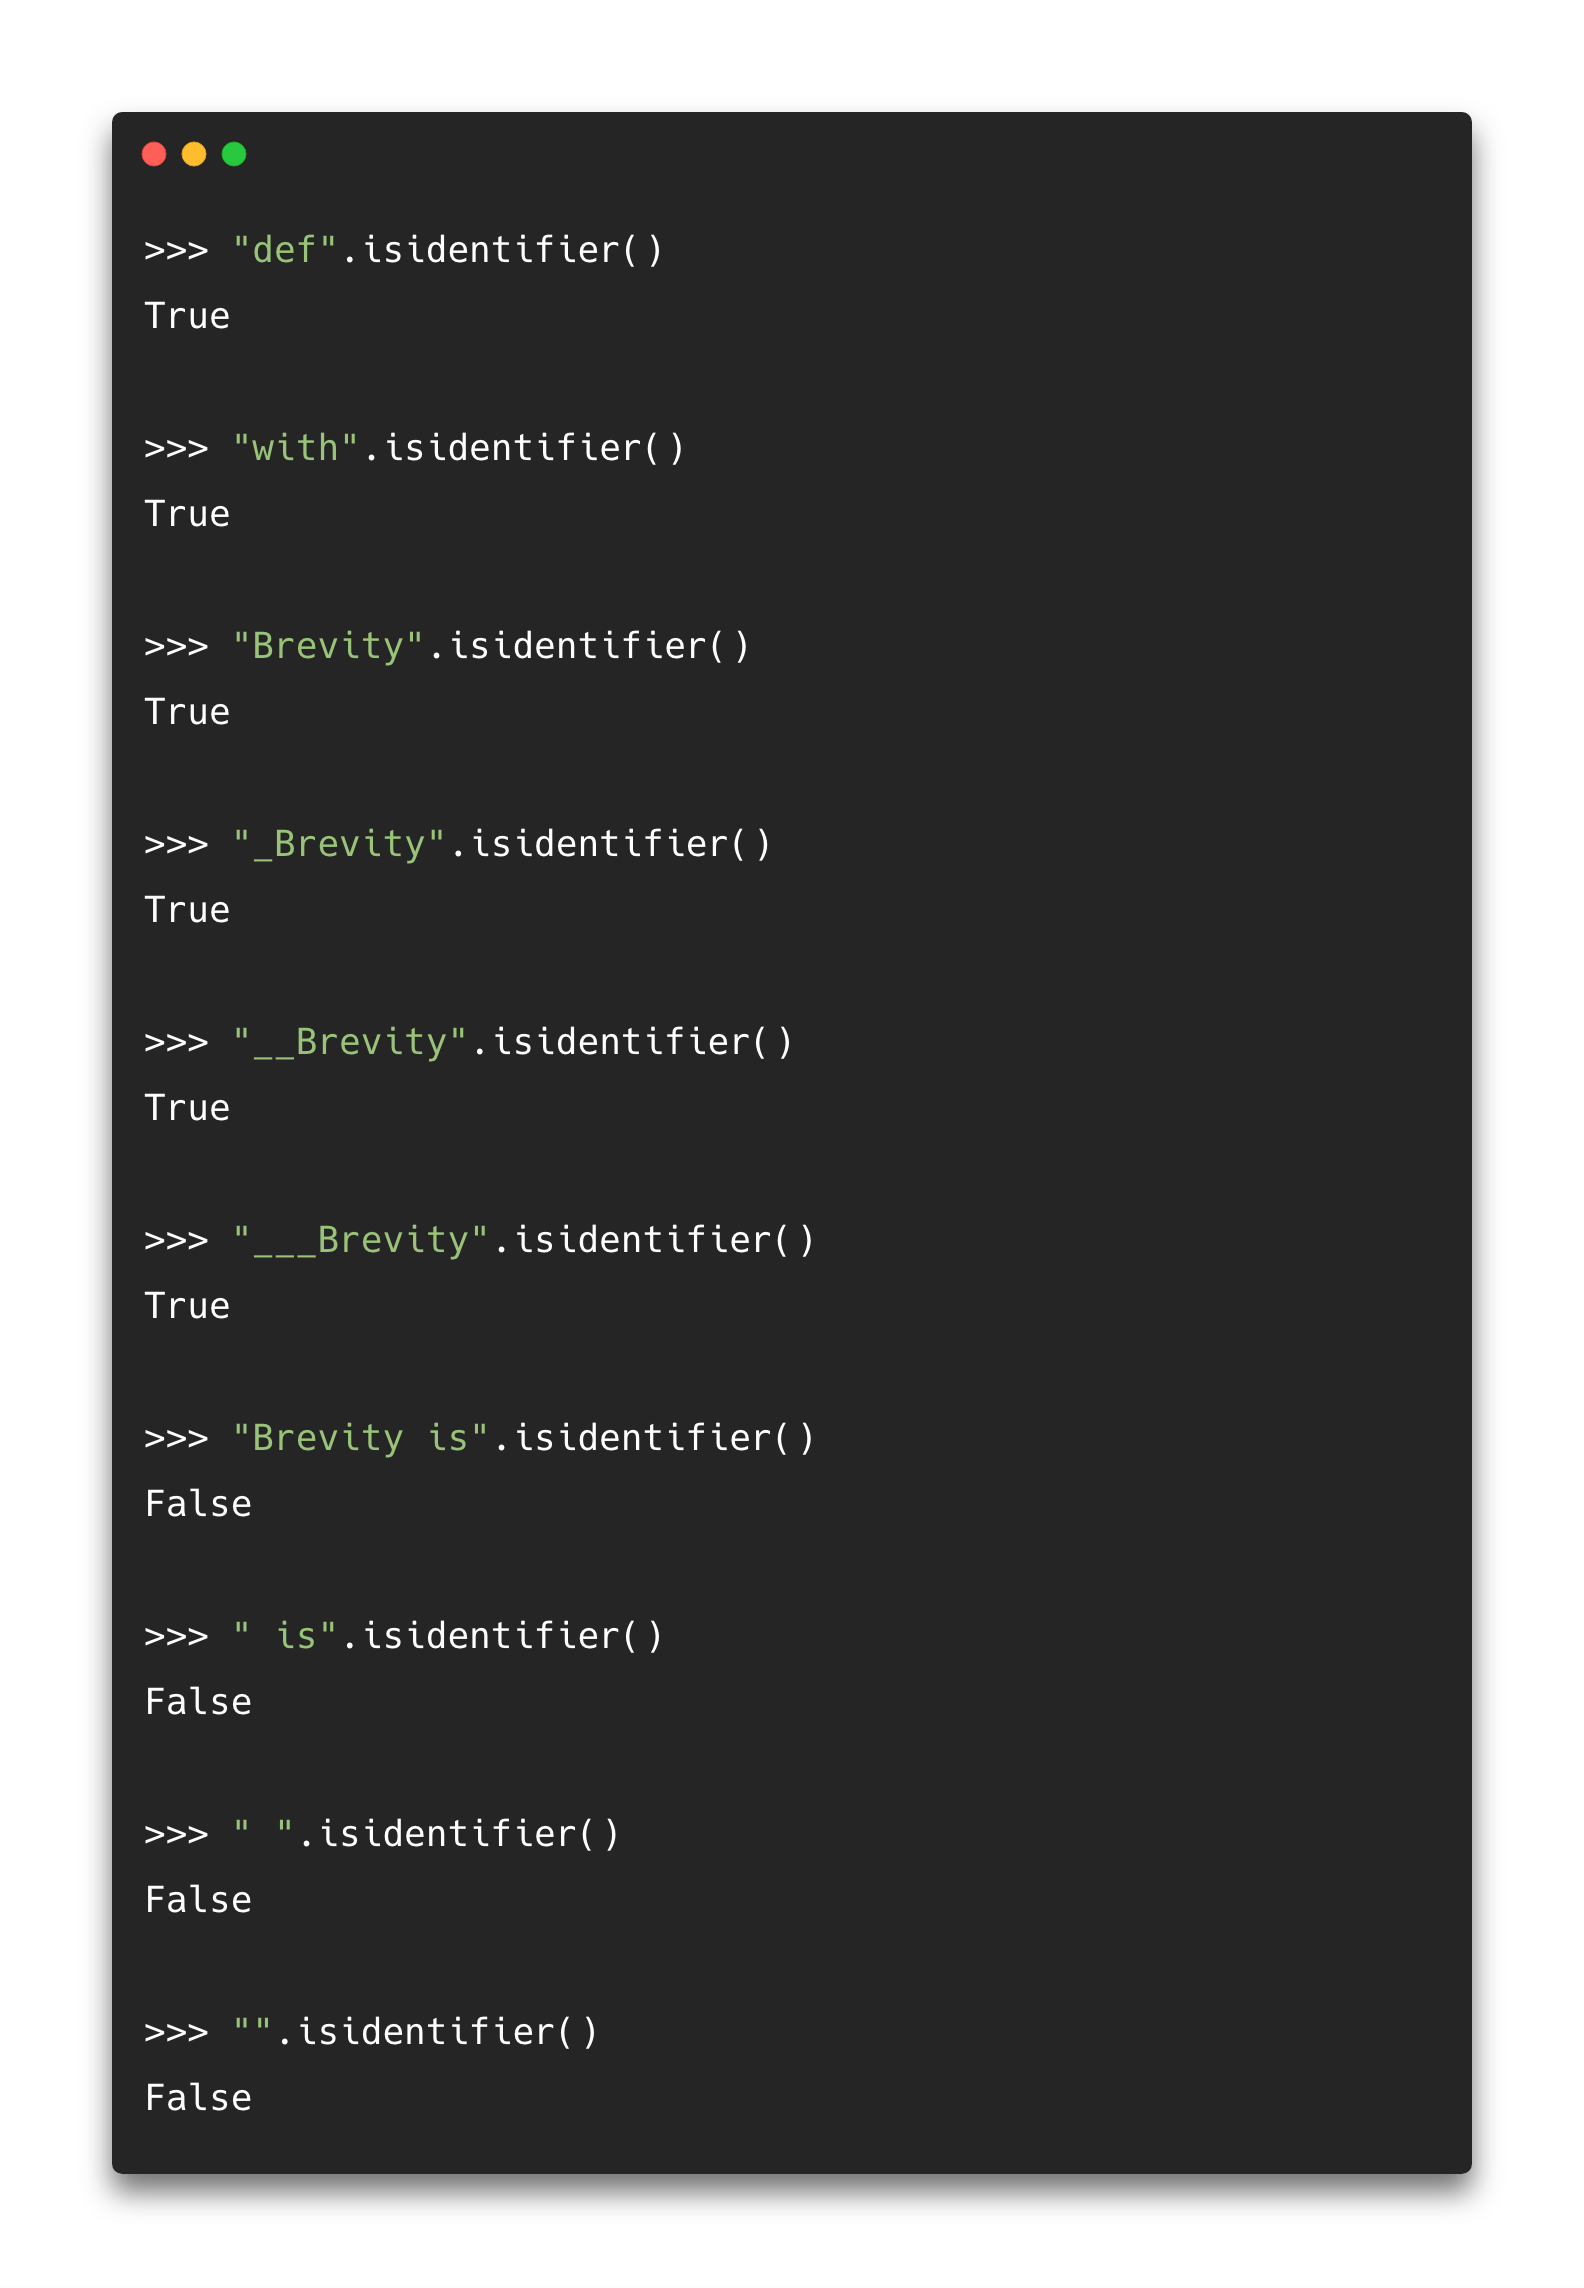 >>> "def".isidentifier()
True
>>> "with".isidentifier()
True
>>> "Brevity".isidentifier()
True
>>> "_Brevity".isidentifier()
True
>>> "__Brevity".isidentifier()
True
>>> "___Brevity".isidentifier()
True
>>> "Brevity is".isidentifier()
False
>>> " is".isidentifier()
False
>>> " ".isidentifier()
False
>>> "".isidentifier()
False